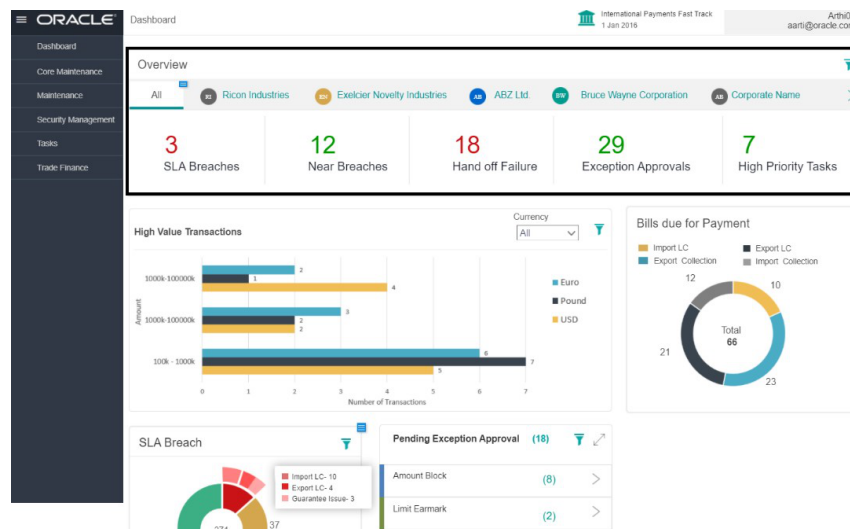 ORACLE
Dashboard
International Payments Fast Track
1 Jan 2016
aarti@oracle.com
Dashboard
Core Maintenance
Maintenance
Security Management
Tasks
Trade Finance
Overview
All
RI Ricon Industries
EN Exelcier Novelty Industries
AB ABZ Ltd.
BW Bruce Wayne Corporation
AB Corporate Name
3
SLA Breaches
12
Near Breaches
18
Hand off Failure
29
Exception Approvals
7
High Priority Tasks
High Value Transactions
Currency
All
Amount
1000k-100000k
2
1
4
1000k-100000k
3
2
2
100k - 1000k
6
7
5
0 1 2 3 4 5 6 7
Number of Transactions
Euro
Pound
USD
Bills due for Payment
Import LC
Export LC
Export Collection
Import Collection
12
10
Total
66
21
23
SLA Breach
Import LC- 10
Export LC- 4
Guarantee Issue- 3
37
Pending Exception Approval (18)
Amount Block (8)
Limit Earmark (2)